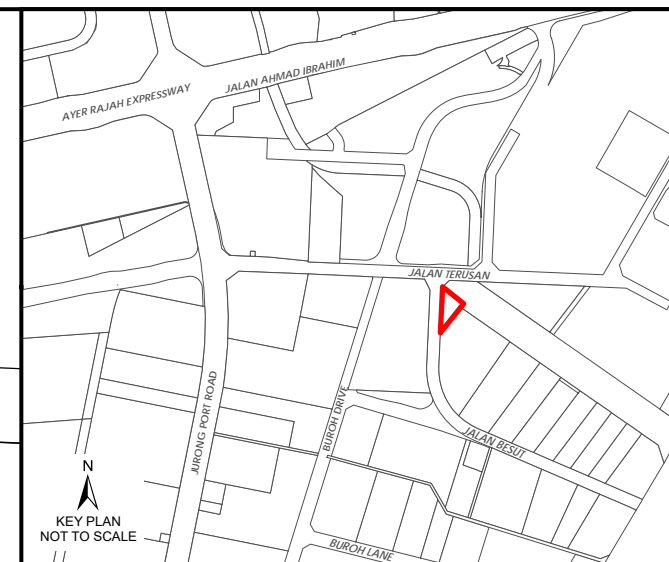 JALAN AHMAD IBRAHIM
AYER RAJAH EXPRESSWAY
JALAN TERUSAN
JURONG PORT ROAD
BUROH DRIVE
JALAN BESUT
N
KEY PLAN
NOT TO SCALE
BUROH LANE